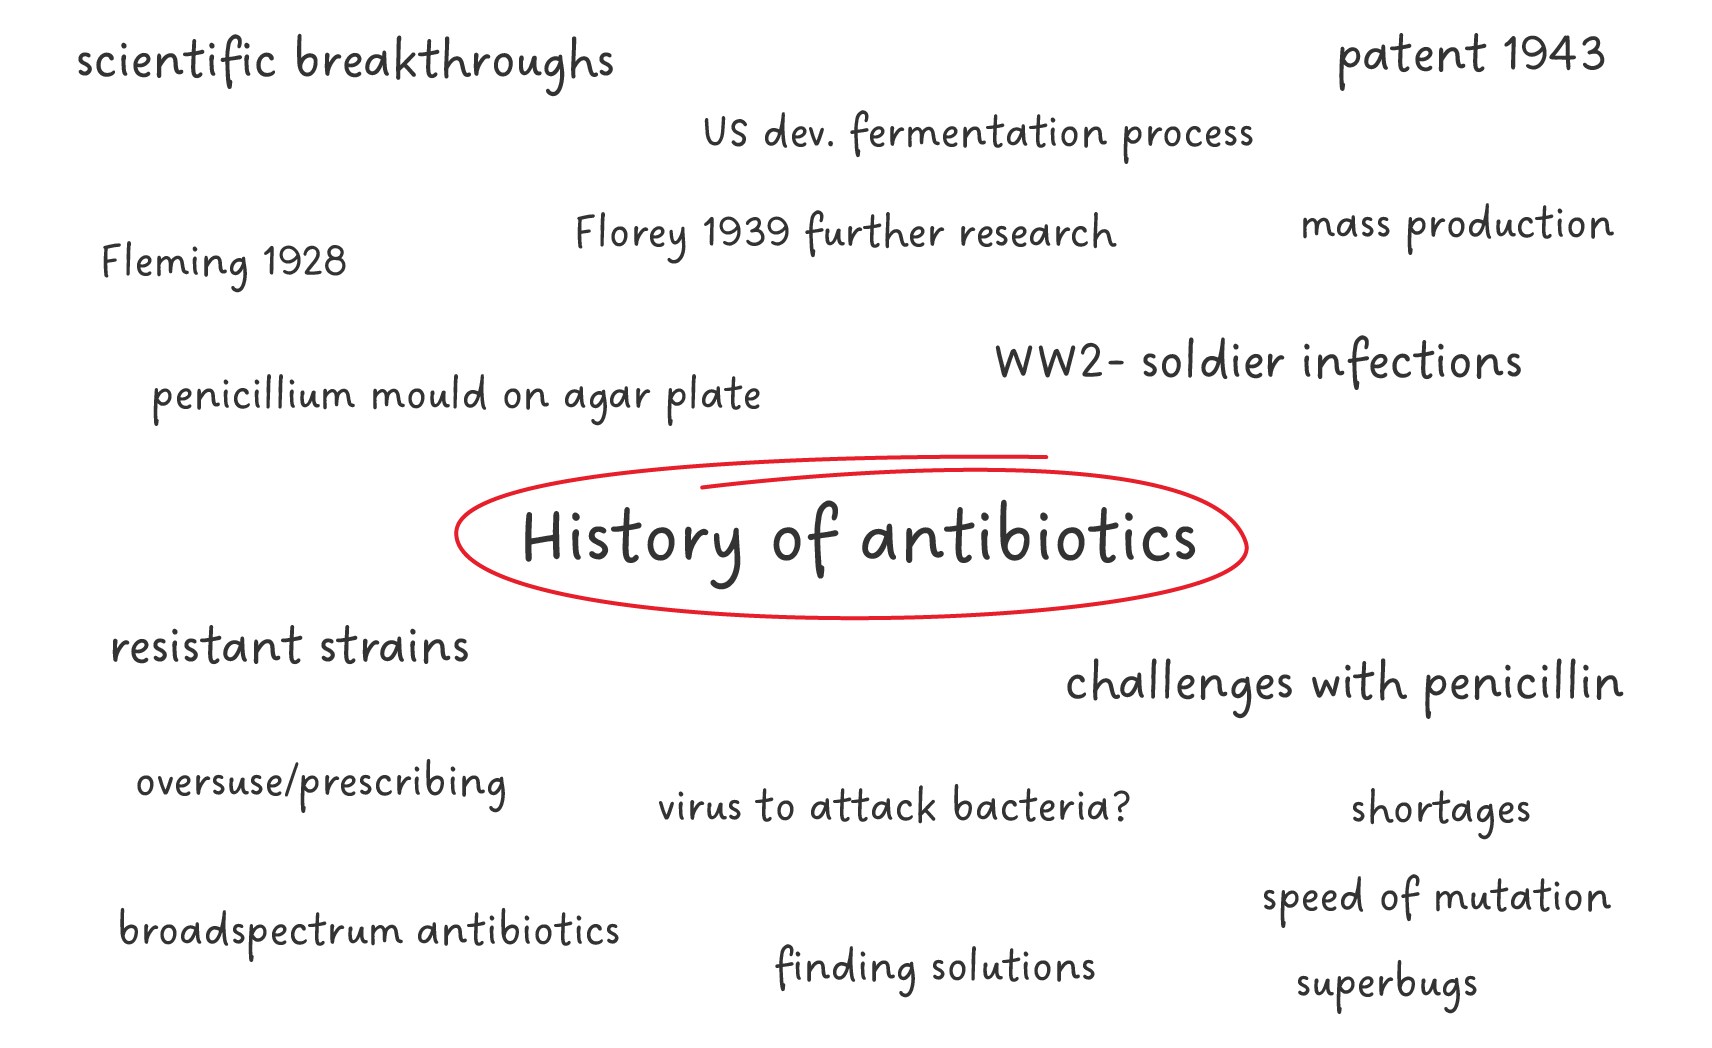 scientific breakthroughs
patent 1943
US dev. fermentation process
Florey 1939 further research
mass production
Fleming 1928
WW2- soldier infections
penicillium mould on agar plate
History of antibiotics
resistant strains
challenges with penicillin
oversuse/prescribing
virus to attack bacteria?
shortages
speed of mutation
broadspectrum antibiotics
finding solutions
superbugs